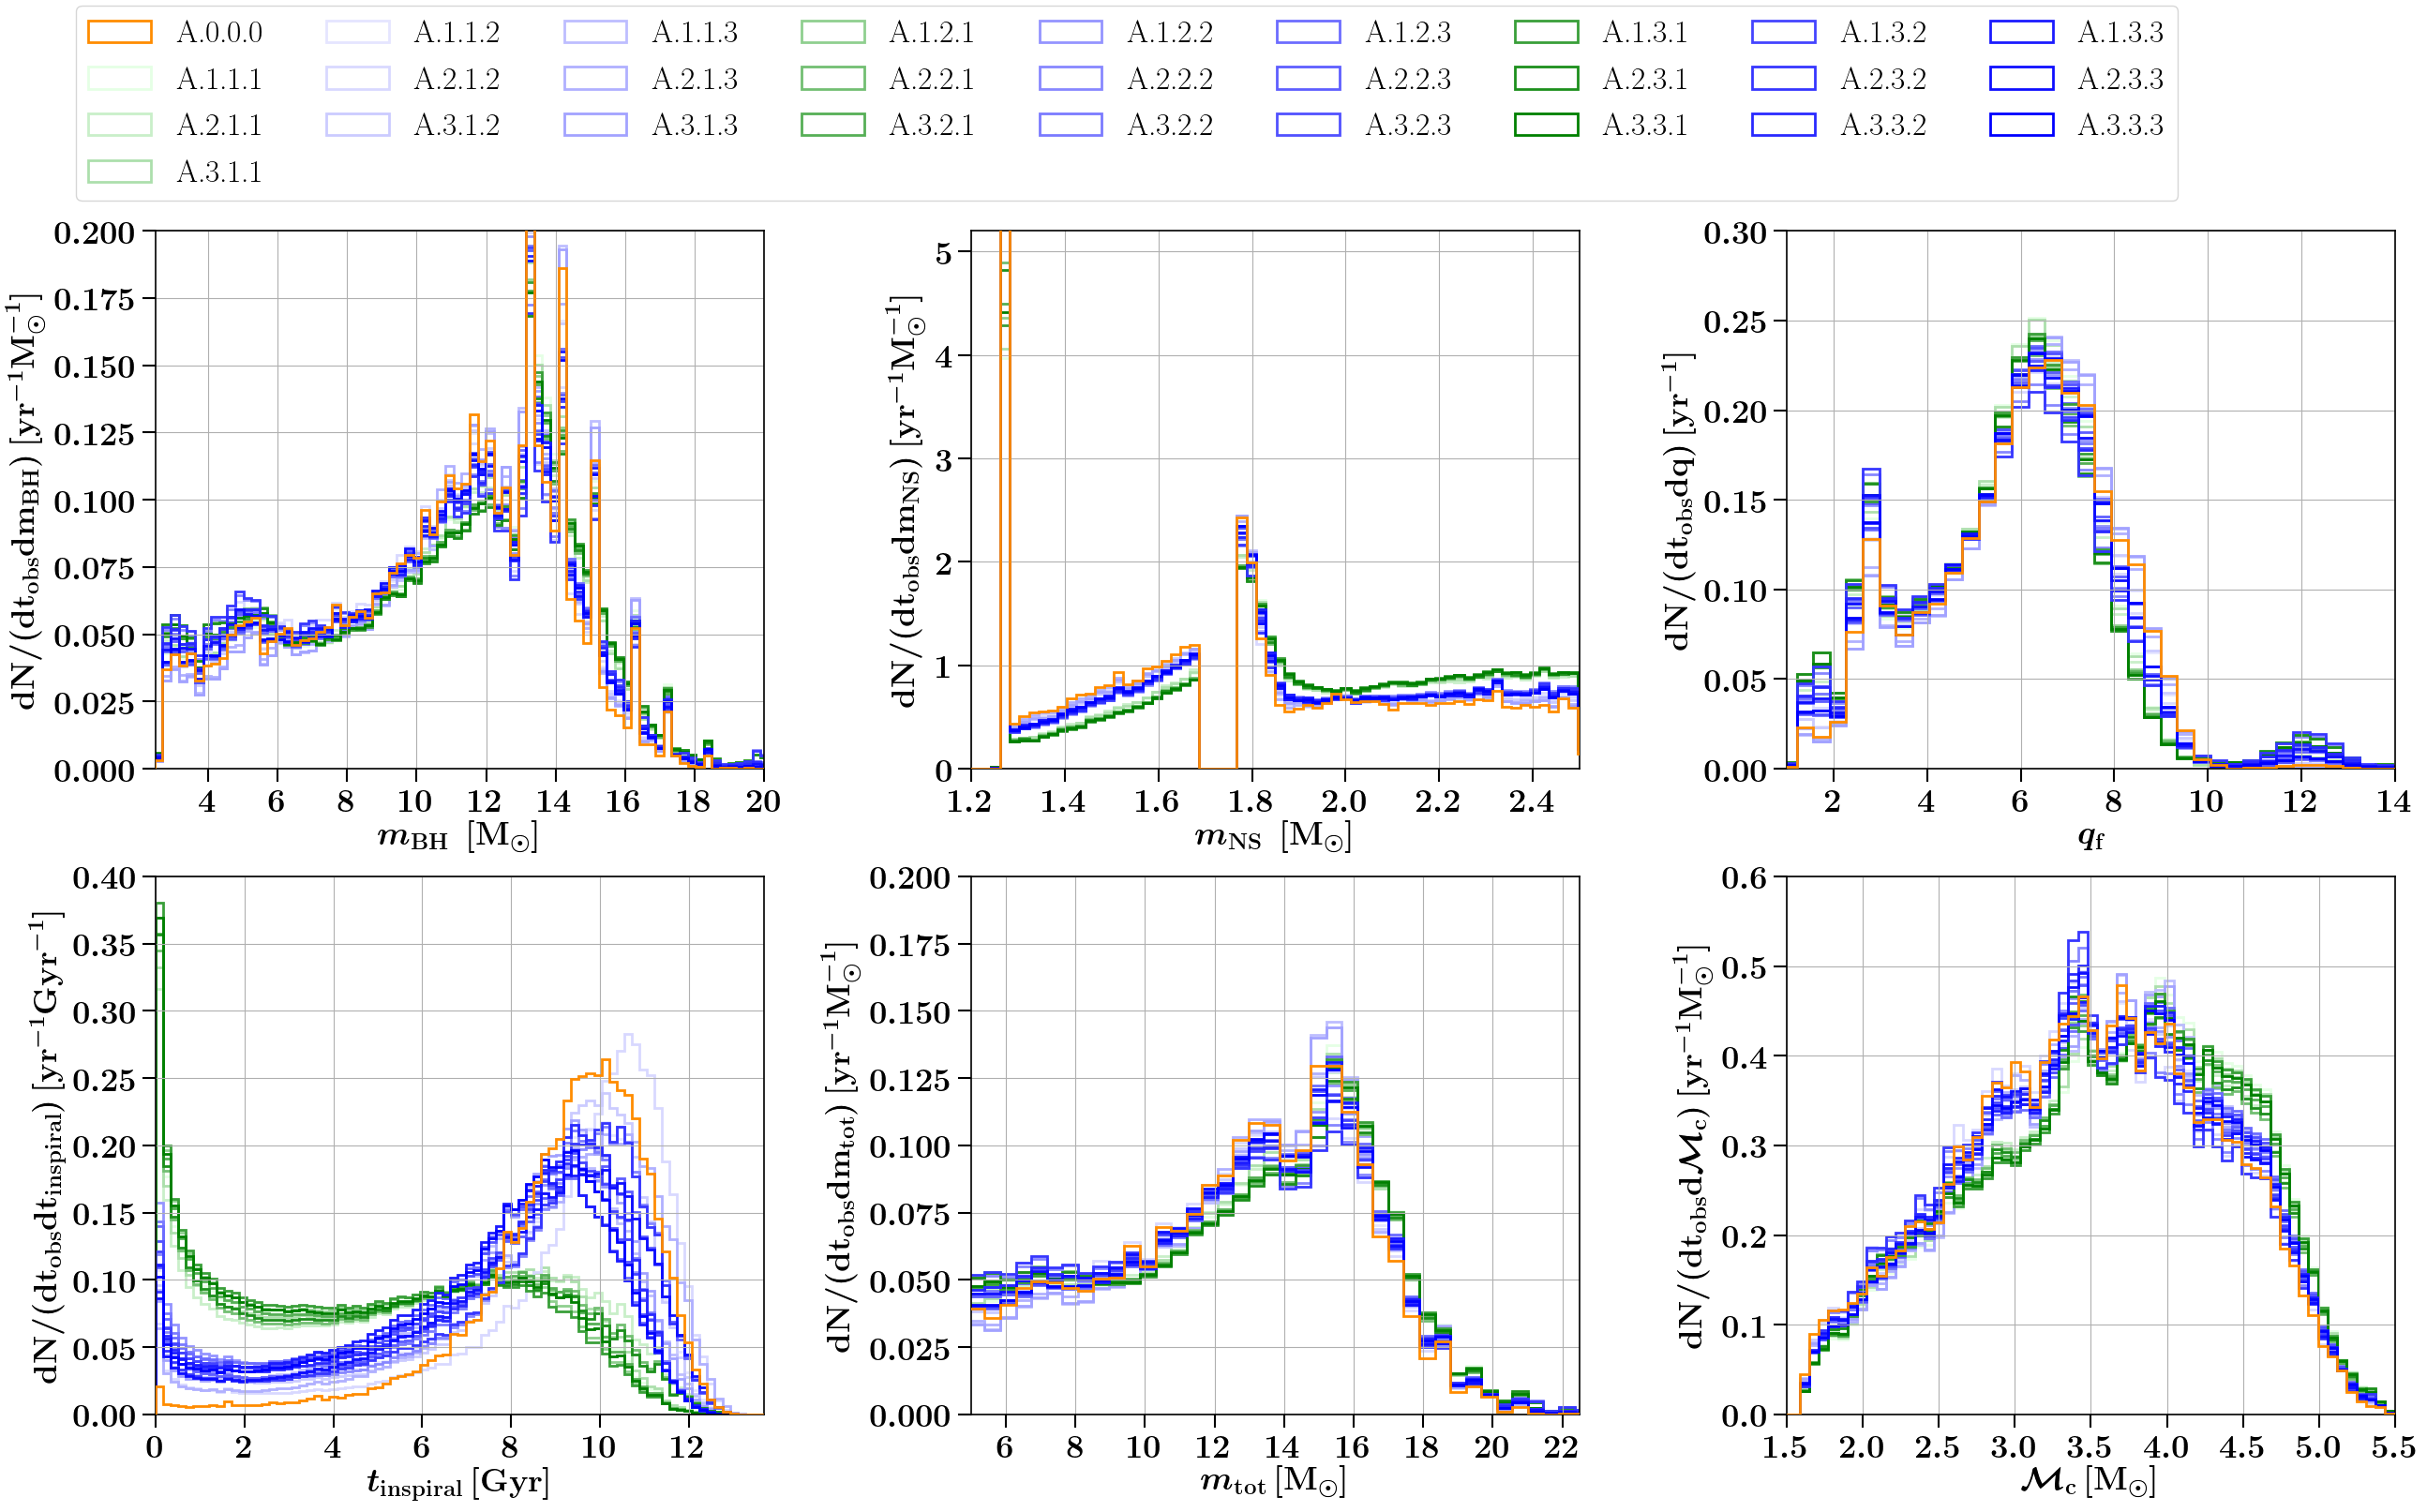 A.0.0.0 A.1.1.2 A.1.1.3 A.1.2.1 A.1.2.2 A.1.2.3 A.1.3.1 A.1.3.2 A.1.3.3
A.1.1.1 A.2.1.2 A.2.1.3 A.2.2.1 A.2.2.2 A.2.2.3 A.2.3.1 A.2.3.2 A.2.3.3
A.2.1.1 A.3.1.2 A.3.1.3 A.3.2.1 A.3.2.2 A.3.2.3 A.3.3.1 A.3.3.2 A.3.3.3
A.3.1.1
dN/(dt_obs dm_BH) [yr⁻¹M_⊙⁻¹]
0.200
0.175
0.150
0.125
0.100
0.075
0.050
0.025
0.000
4 6 8 10 12 14 16 18 20
m_BH [M_⊙]
dN/(dt_obs dm_NS) [yr⁻¹M_⊙⁻¹]
5
4
3
2
1
0
1.2 1.4 1.6 1.8 2.0 2.2 2.4
m_NS [M_⊙]
dN/(dt_obs dq) [yr⁻¹]
0.30
0.25
0.20
0.15
0.10
0.05
0.00
2 4 6 8 10 12 14
q_f
dN/(dt_obs dt_inspiral) [yr⁻¹Gyr⁻¹]
0.40
0.35
0.30
0.25
0.20
0.15
0.10
0.05
0.00
0 2 4 6 8 10 12
t_inspiral [Gyr]
dN/(dt_obs dm_tot) [yr⁻¹M_⊙⁻¹]
0.200
0.175
0.150
0.125
0.100
0.075
0.050
0.025
0.000
6 8 10 12 14 16 18 20 22
m_tot [M_⊙]
dN/(dt_obs dℳ_c) [yr⁻¹M_⊙⁻¹]
0.6
0.5
0.4
0.3
0.2
0.1
0.0
1.5 2.0 2.5 3.0 3.5 4.0 4.5 5.0 5.5
ℳ_c [M_⊙]